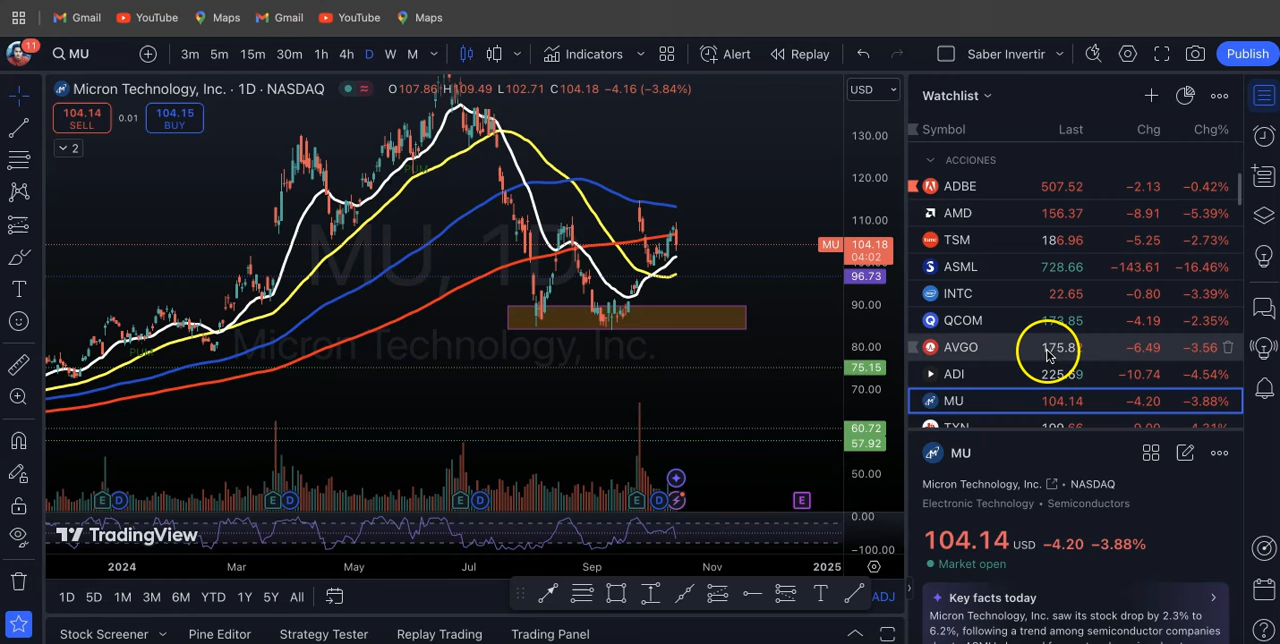 Gmail YouTube Maps Gmail YouTube Maps
11 MU 3m 5m 15m 30m 1h 4h D W M Indicators Alert Replay Saber Invertir Publish
Micron Technology, Inc. · 1D · NASDAQ O107.86 H109.49 L102.71 C104.18 −4.16 (−3.84%) USD
104.14 SELL 0.01 104.15 BUY
2
MU, 1D
Micron Technology, Inc.
130.00
120.00
110.00
MU 104.18
04:02
96.73
90.00
80.00
75.15
70.00
60.72
57.92
50.00
0.00
−100.00
E D E D E D E D E
TradingView
2024 Mar May Jul Sep Nov 2025
1D 5D 1M 3M 6M YTD 1Y 5Y All ADJ
Stock Screener Pine Editor Strategy Tester Replay Trading Trading Panel
Watchlist
Symbol Last Chg Chg%
ACCIONES
ADBE 507.52 −2.13 −0.42%
AMD 156.37 −8.91 −5.39%
TSM 186.96 −5.25 −2.73%
ASML 728.66 −143.61 −16.46%
INTC 22.65 −0.80 −3.39%
QCOM 173.85 −4.19 −2.35%
AVGO −6.49 −3.56
ADI 225.59 −10.74 −4.54%
MU 104.14 −4.20 −3.88%
MU
Micron Technology, Inc. • NASDAQ
Electronic Technology • Semiconductors
104.14 USD −4.20 −3.88%
Market open
Key facts today
Micron Technology, Inc. saw its stock drop by 2.3% to
6.2%, following a trend among semiconductor companies